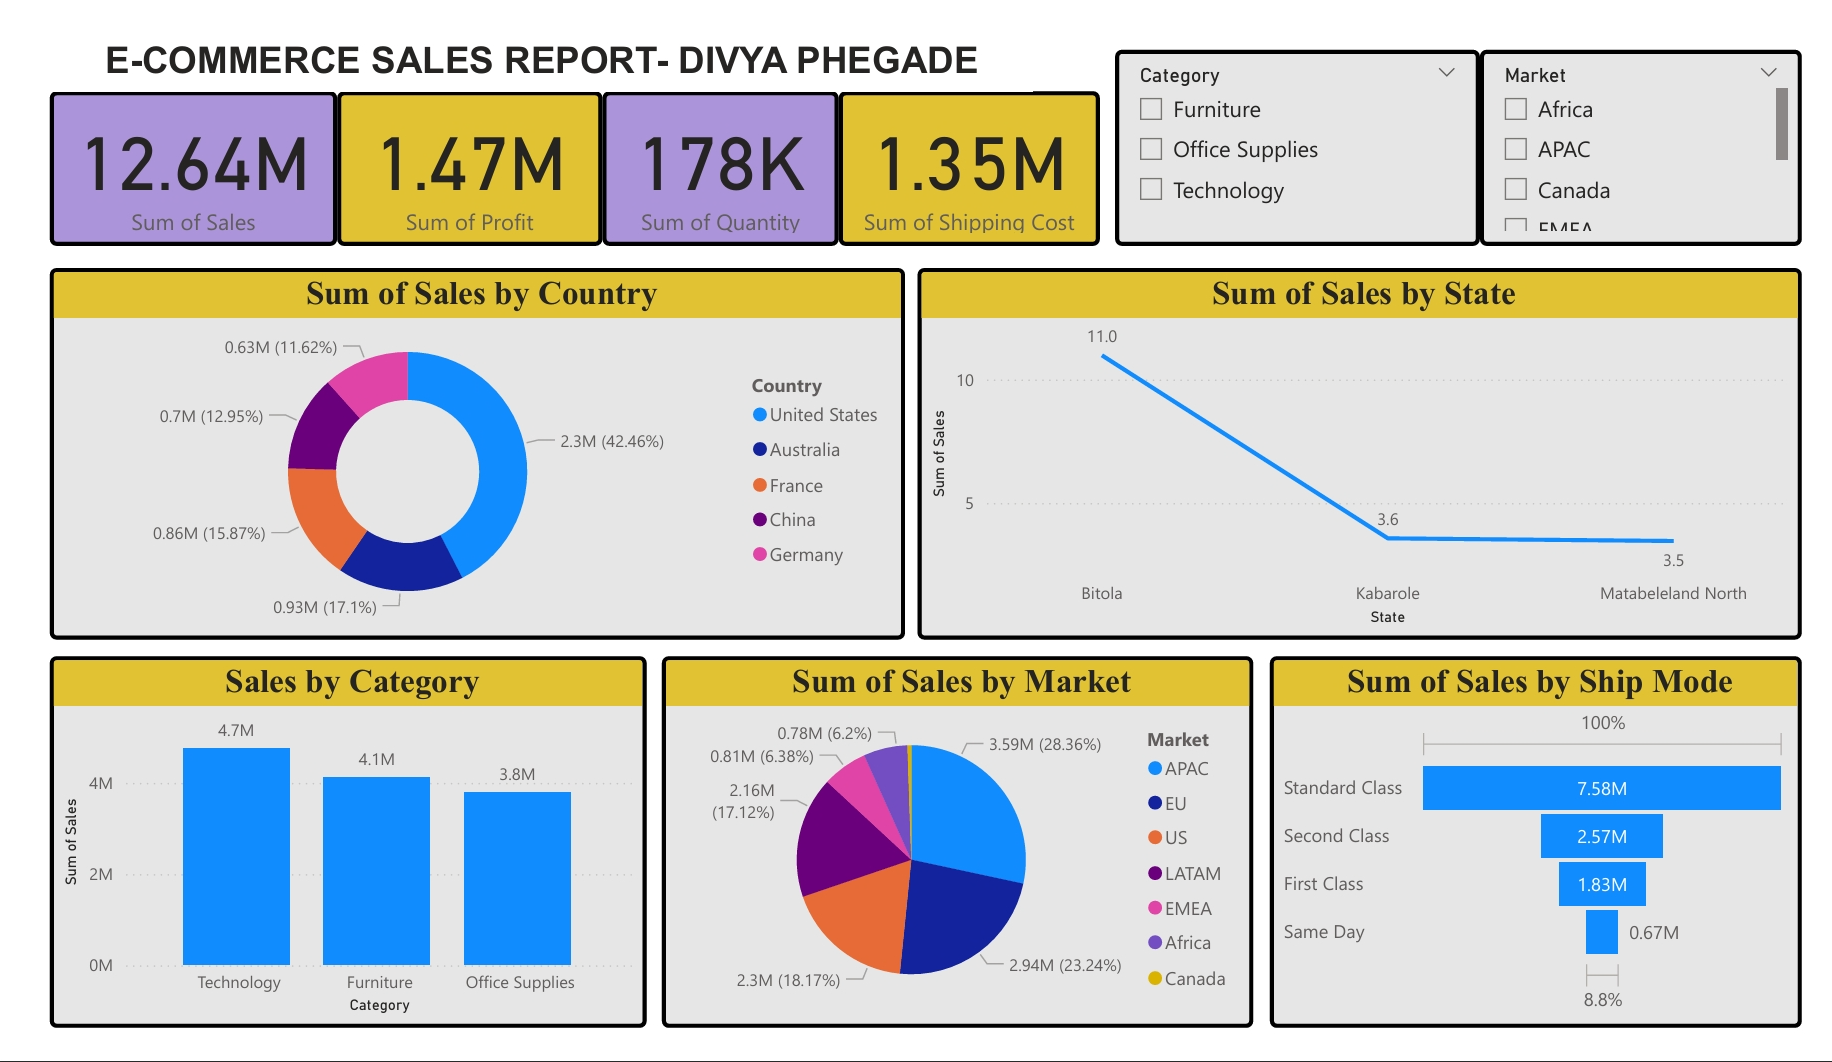 E-COMMERCE SALES REPORT- DIVYA PHEGADE
12.64M
Sum of Sales
1.47M
Sum of Profit
178K
Sum of Quantity
1.35M
Sum of Shipping Cost
Category
Furniture
Office Supplies
Technology
Market
Africa
APAC
Canada
EMEA
Sum of Sales by Country
0.63M (11.62%)
0.7M (12.95%)
2.3M (42.46%)
0.86M (15.87%)
0.93M (17.1%)
Country
United States
Australia
France
China
Germany
Sum of Sales by State
Sum of Sales
10
5
11.0
3.6
3.5
Bitola
Kabarole
Matabeleland North
State
Sales by Category
Sum of Sales
4M
2M
0M
4.7M
4.1M
3.8M
Technology
Furniture
Office Supplies
Category
Sum of Sales by Market
0.78M (6.2%)
0.81M (6.38%)
2.16M
(17.12%)
3.59M (28.36%)
2.3M (18.17%)
2.94M (23.24%)
Market
APAC
EU
US
LATAM
EMEA
Africa
Canada
Sum of Sales by Ship Mode
100%
Standard Class
7.58M
Second Class
2.57M
First Class
1.83M
Same Day
0.67M
8.8%